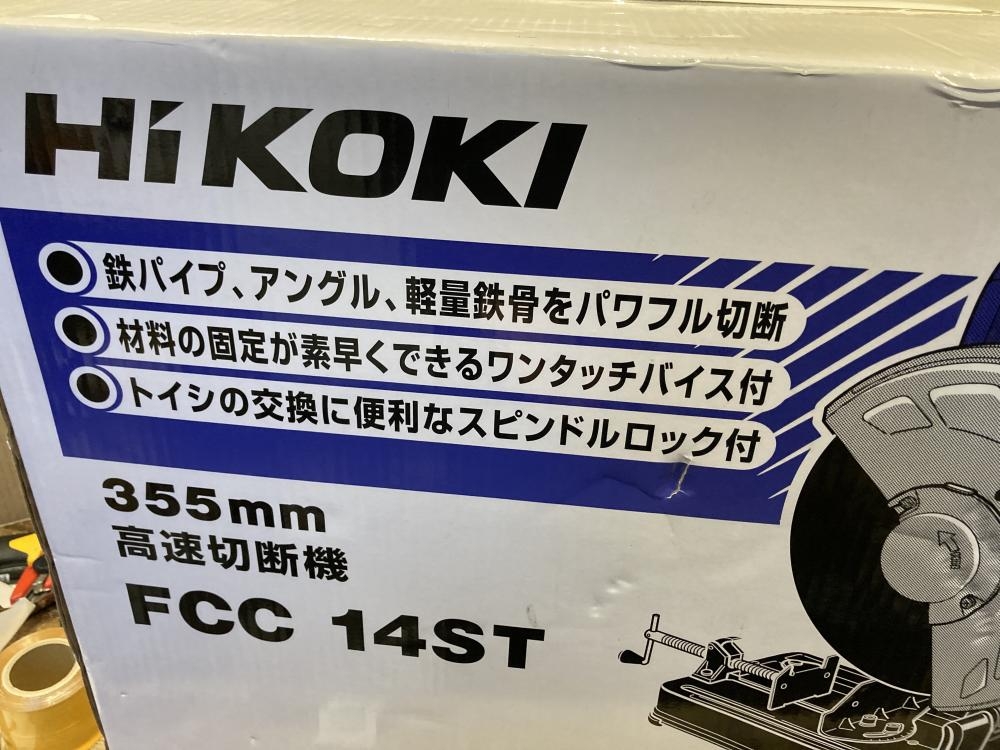 HiKOKI
鉄パイプ、アングル、軽量鉄骨をパワフル切断
材料の固定が素早くできるワンタッチバイス付
トイシの交換に便利なスピンドルロック付
355mm
高速切断機
FCC 14ST